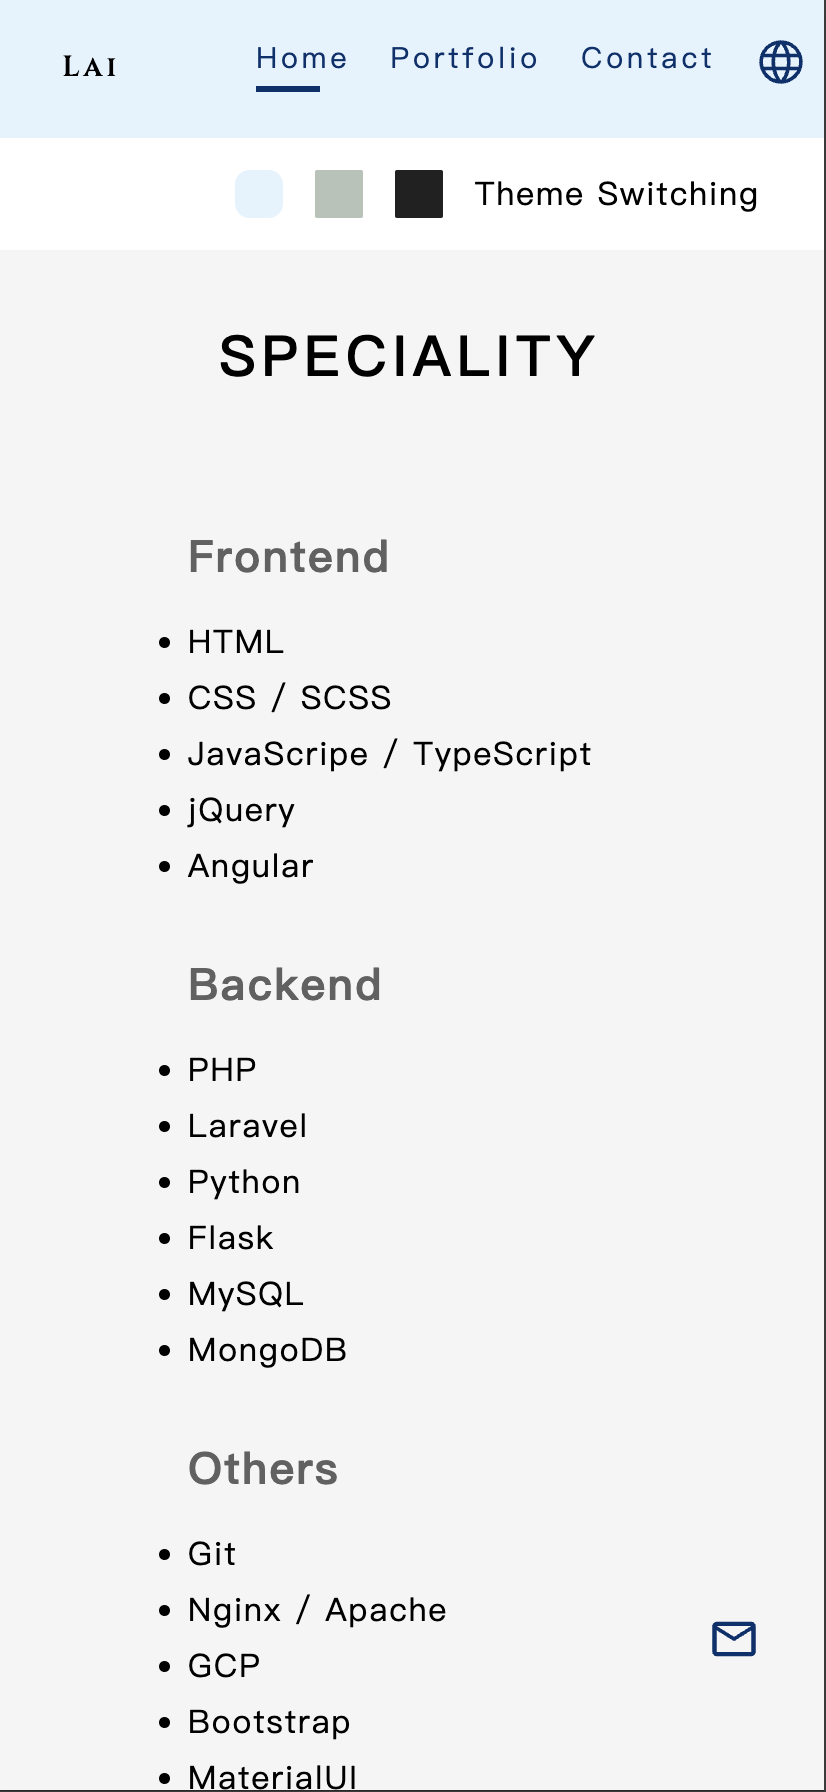 LAI
Home Portfolio Contact
Theme Switching
SPECIALITY
Frontend
HTML
CSS / SCSS
JavaScripe / TypeScript
jQuery
Angular
Backend
PHP
Laravel
Python
Flask
MySQL
MongoDB
Others
Git
Nginx / Apache
GCP
Bootstrap
MaterialUI